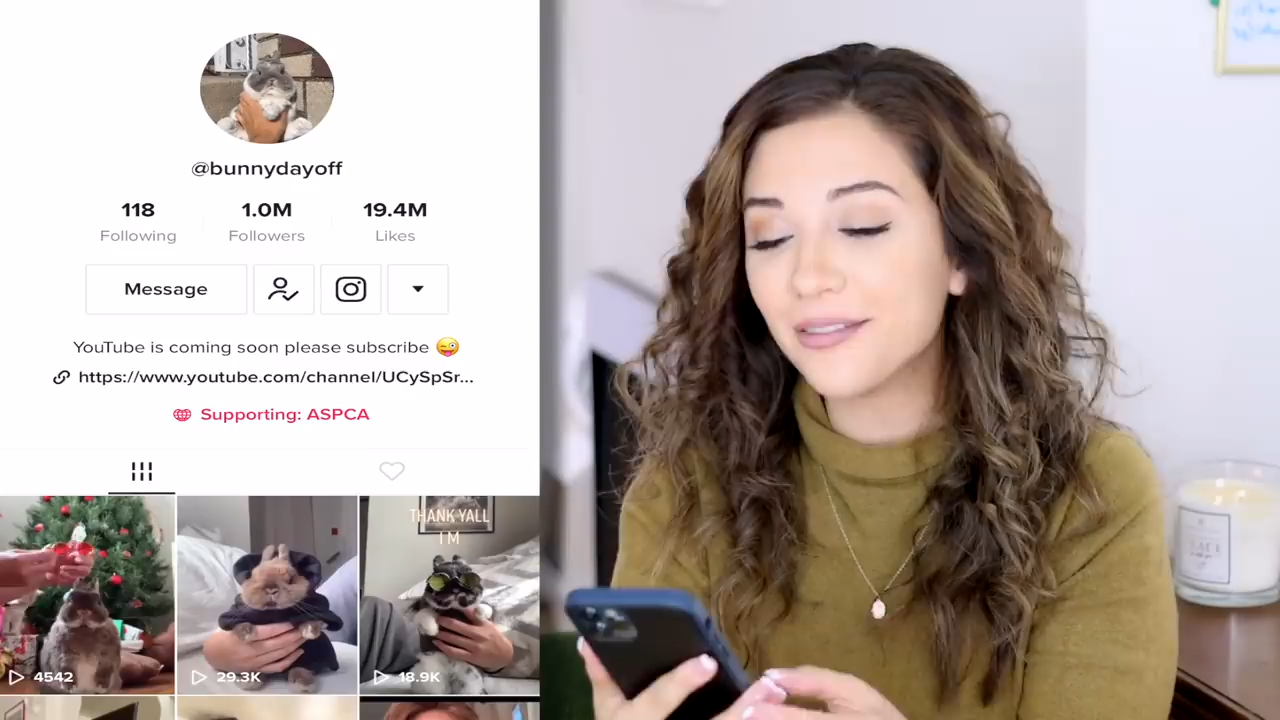 @bunnydayoff
118
1.0M
19.4M
Following
Followers
Likes
Message
YouTube is coming soon please subscribe 😜
https://www.youtube.com/channel/UCySpSr...
Supporting: ASPCA
THANK YALL
I'M
4542
29.3K
18.9K